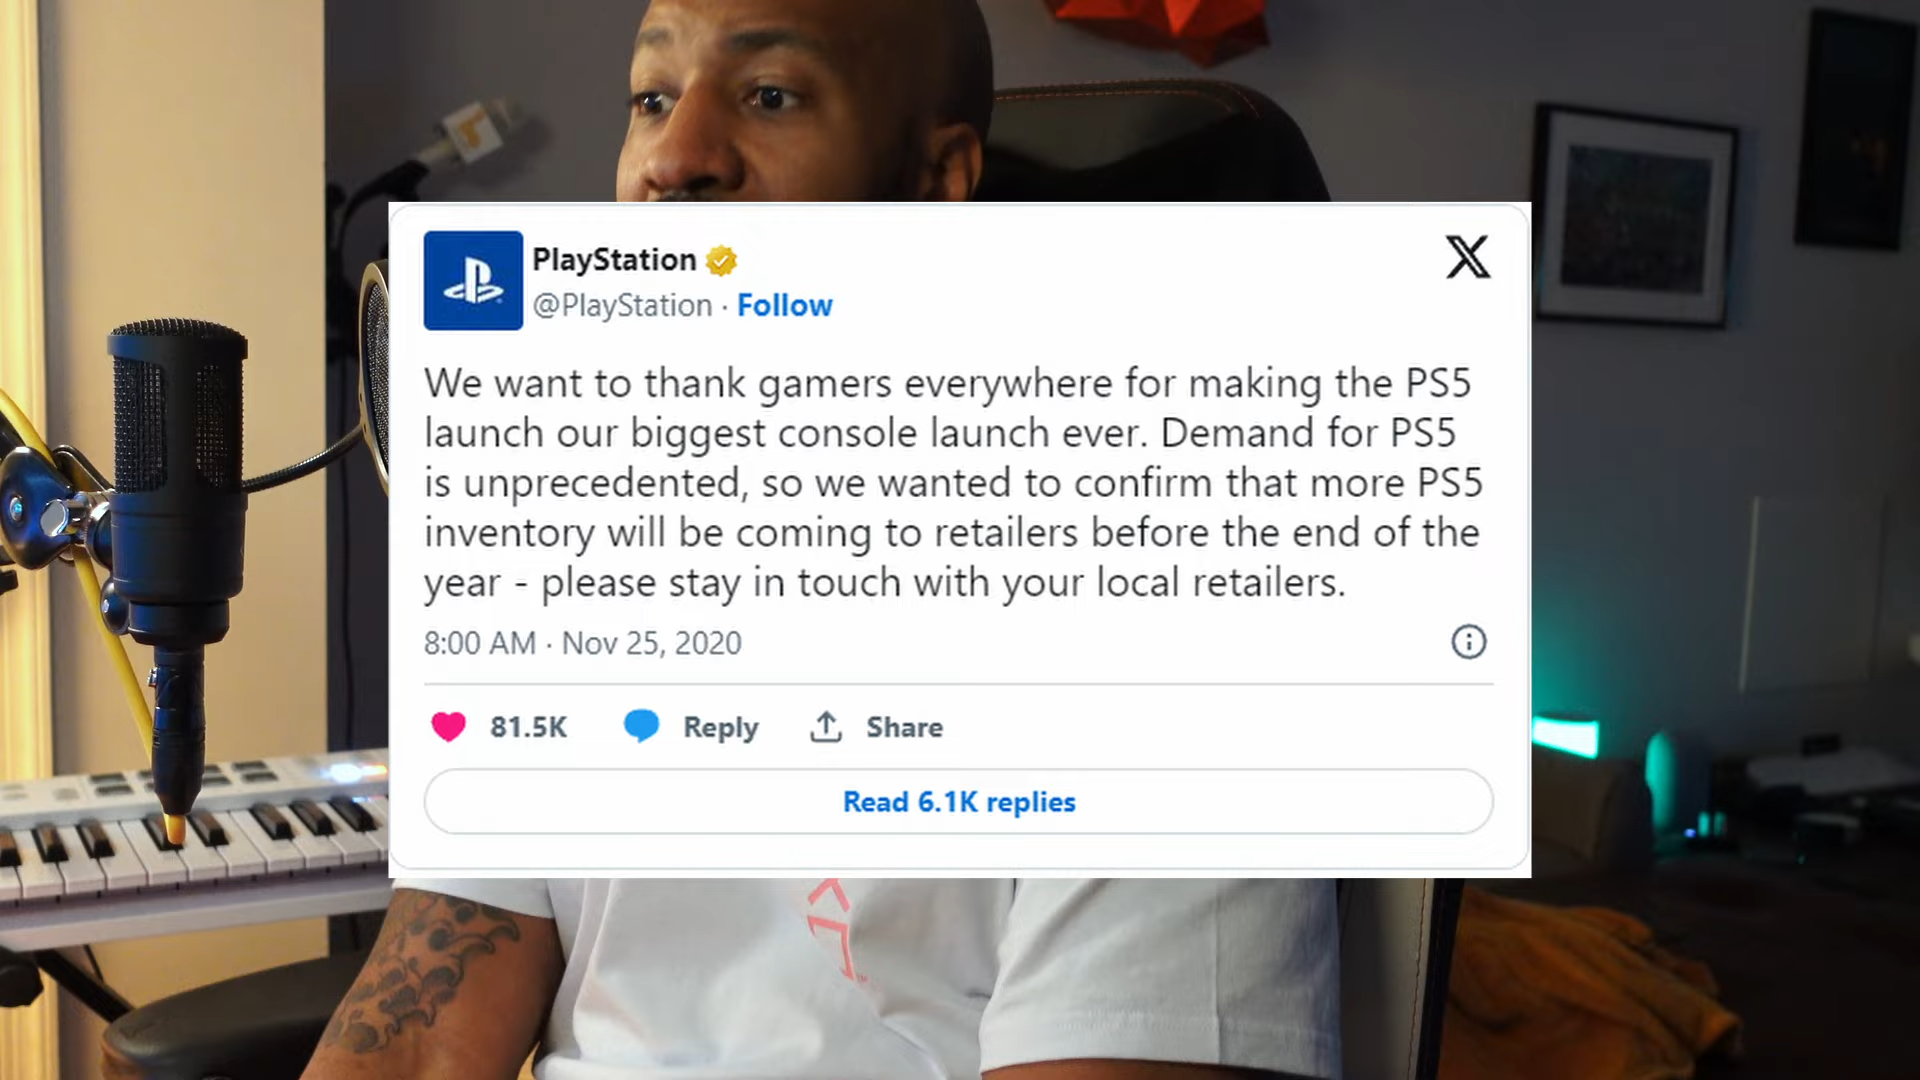 PlayStation
@PlayStation · Follow
We want to thank gamers everywhere for making the PS5
launch our biggest console launch ever. Demand for PS5
is unprecedented, so we wanted to confirm that more PS5
inventory will be coming to retailers before the end of the
year - please stay in touch with your local retailers.
8:00 AM · Nov 25, 2020
81.5K Reply Share
Read 6.1K replies